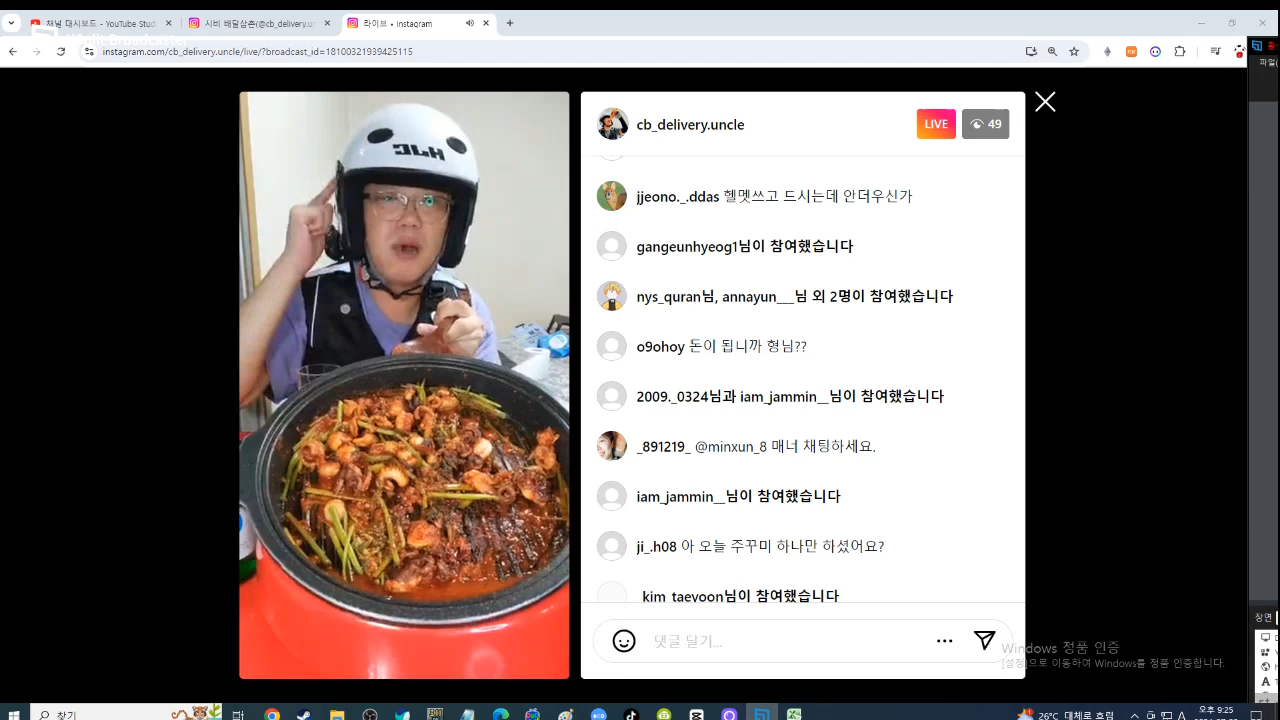 채널 대시보드 - YouTube Stud
시비 배달삼촌(@cb_delivery.u
라이브 • Instagram
instagram.com/cb_delivery.uncle/live/?broadcast_id=18100321939425115
파일(
cb_delivery.uncle
LIVE
49
jjeono._.ddas 헬멧쓰고 드시는데 안더우신가
gangeunhyeog1님이 참여했습니다
nys_quran님, annayun___님 외 2명이 참여했습니다
o9ohoy 돈이 됩니까 형님??
2009._0324님과 iam_jammin__님이 참여했습니다
_891219_ @minxun_8 매너 채팅하세요.
iam_jammin__님이 참여했습니다
ji_.h08 아 오늘 주꾸미 하나만 하셨어요?
_kim_taeyoon님이 참여했습니다
댓글 달기...
Windows 정품 인증
[설정]으로 이동하여 Windows를 정품 인증합니다.
장면
찾기
26°C 대체로 흐림
오후 9:25